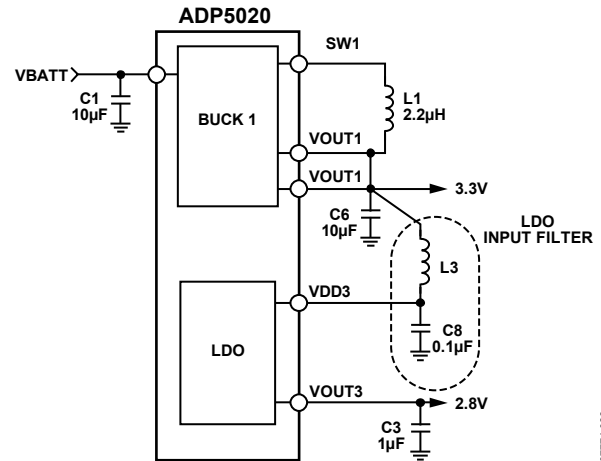 ADP5020
SW1
VBATT
C1
10µF
BUCK 1
L1
2.2µH
VOUT1
VOUT1
3.3V
C6
10µF
LDO
INPUT FILTER
L3
VDD3
LDO
C8
0.1µF
VOUT3
2.8V
C3
1µF